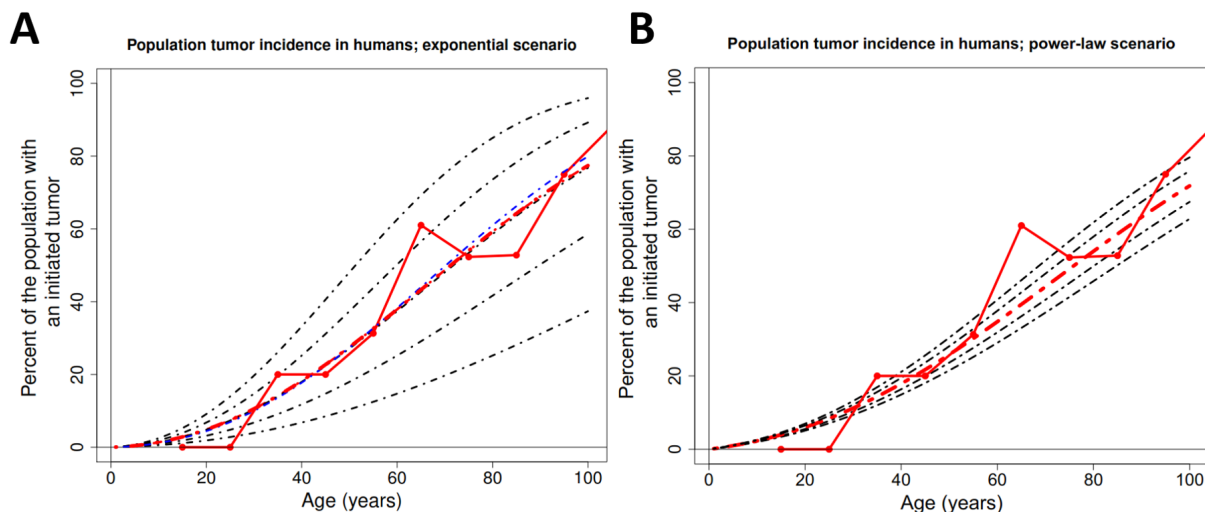 A
Population tumor incidence in humans; exponential scenario
Percent of the population with
an initiated tumor
100
80
60
40
20
0
0 20 40 60 80 100
Age (years)
B
Population tumor incidence in humans; power-law scenario
Percent of the population with
an initiated tumor
100
80
60
40
20
0
0 20 40 60 80 100
Age (years)